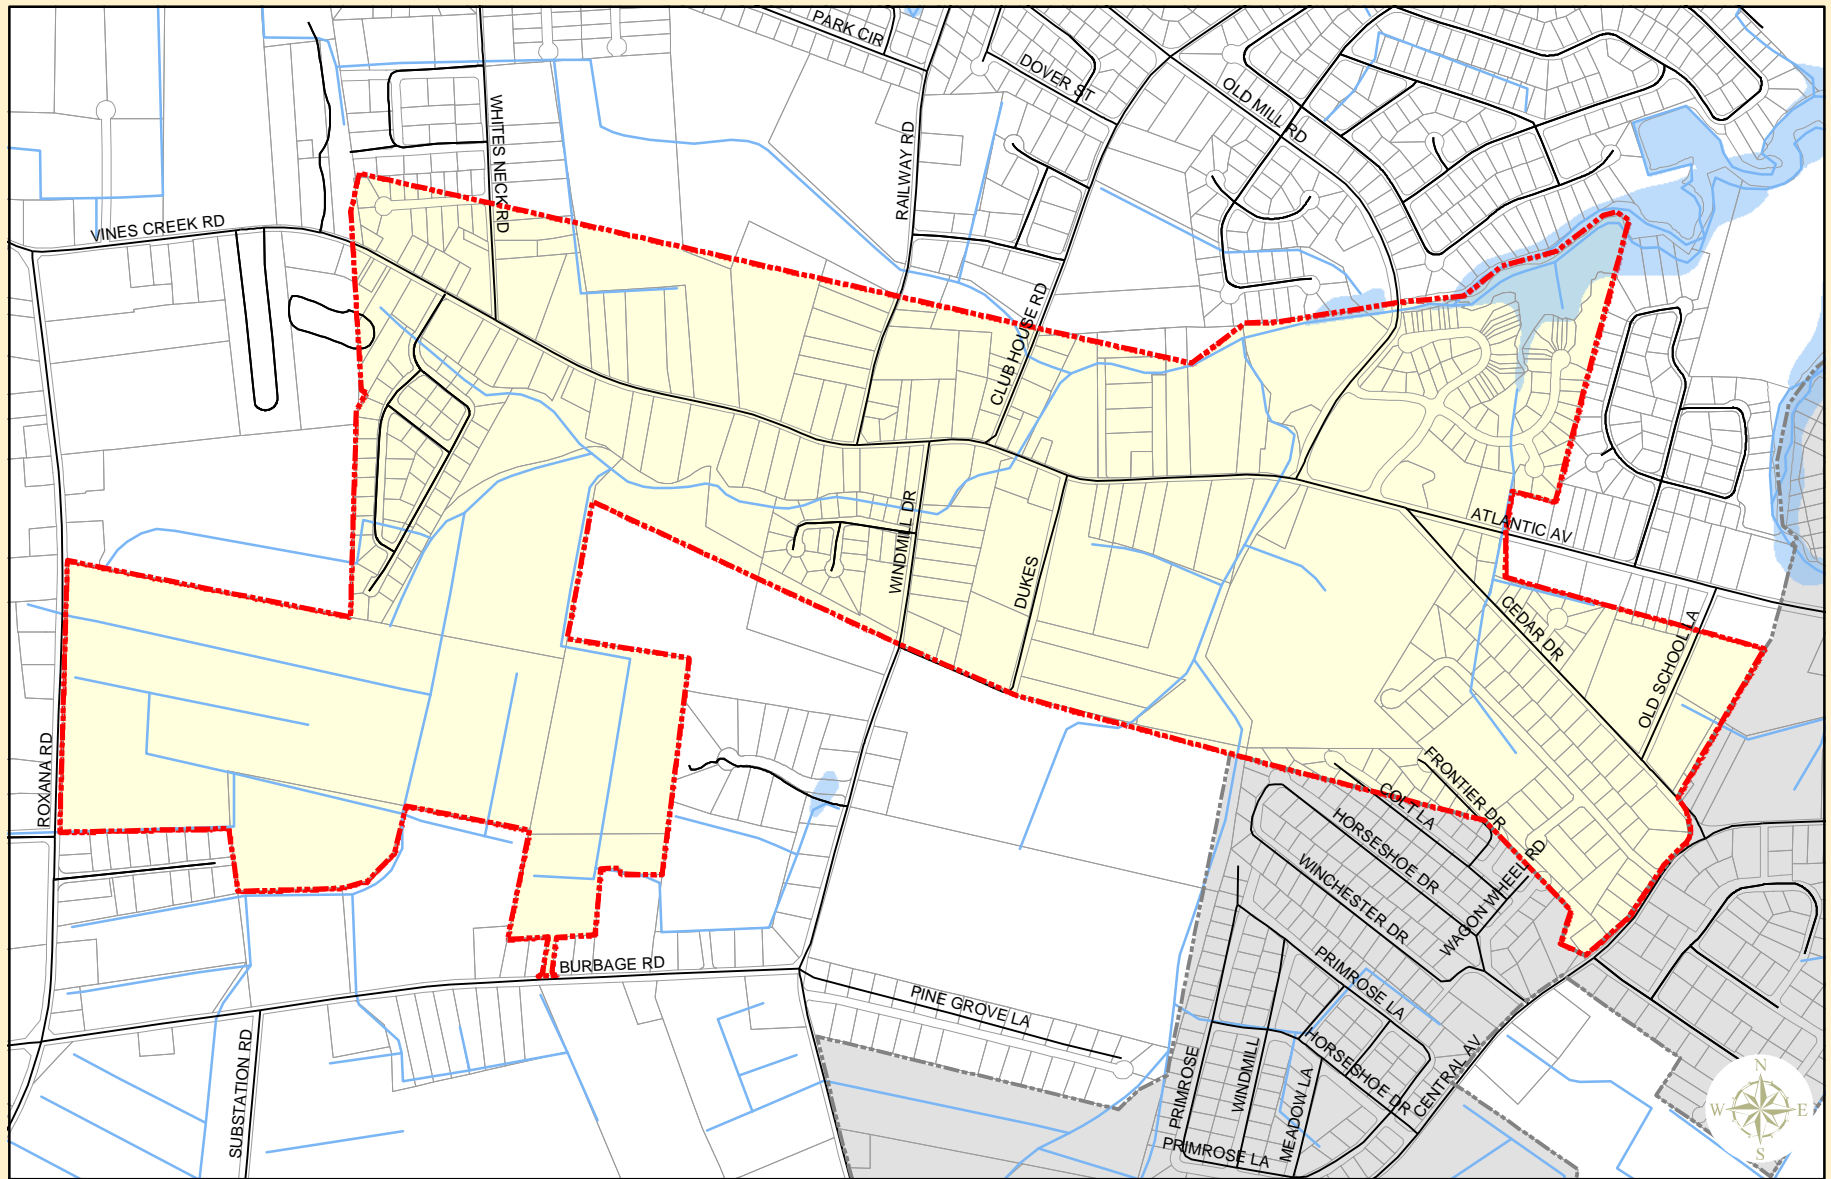 PARK CIR
DOVER ST
OLD MILL RD
WHITES NECK RD
RAILWAY RD
VINES CREEK RD
CLUB HOUSE RD
WINDMILL DR
DUKES
ATLANTIC AV
CEDAR DR
OLD SCHOOL LA
ROXANA RD
FRONTIER DR
COLT LA
HORSESHOE DR
WINCHESTER DR
WAGON WHEEL RD
BURBAGE RD
PRIMROSE LA
PINE GROVE LA
SUBSTATION RD
PRIMROSE
WINDMILL
MEADOW LA
HORSESHOE DR
CENTRAL AV
PRIMROSE LA
N
W
E
S